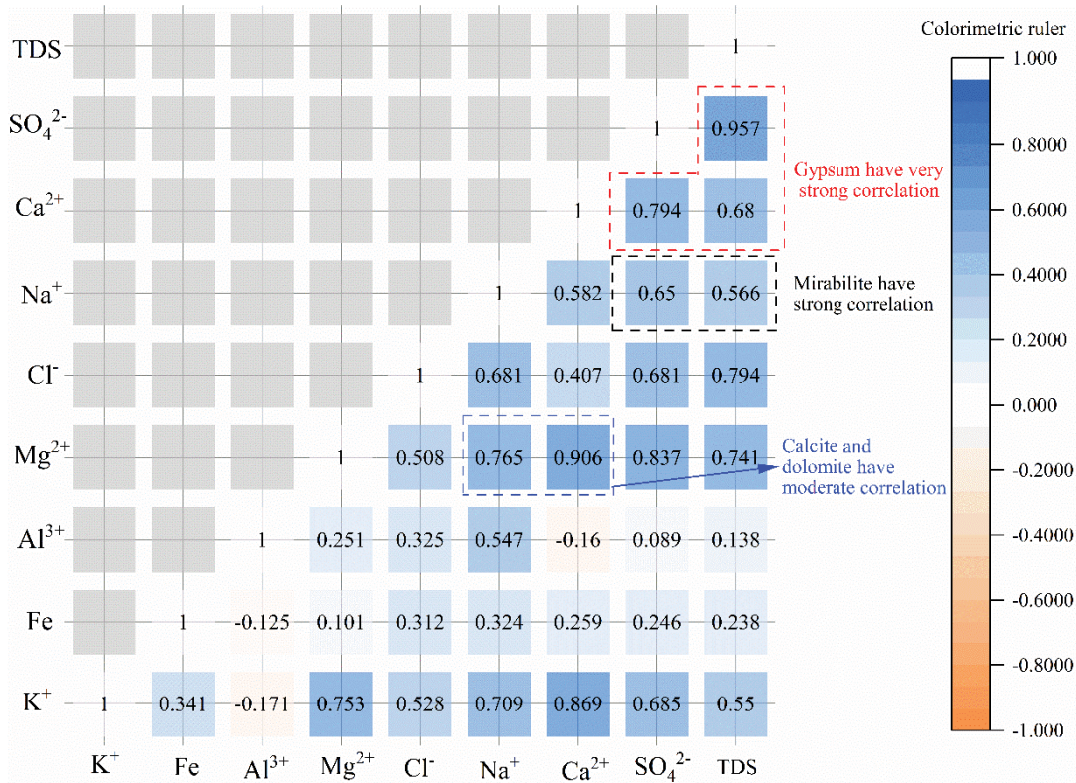 Colorimetric ruler
TDS 1
SO₄²⁻ 1 0.957
Ca²⁺ 1 0.794 0.68
Na⁺ 1 0.582 0.65 0.566
Cl⁻ 1 0.681 0.407 0.681 0.794
Mg²⁺ 1 0.508 0.765 0.906 0.837 0.741
Al³⁺ 1 0.251 0.325 0.547 -0.16 0.089 0.138
Fe 1 -0.125 0.101 0.312 0.324 0.259 0.246 0.238
K⁺ 1 0.341 -0.171 0.753 0.528 0.709 0.869 0.685 0.55
K⁺ Fe Al³⁺ Mg²⁺ Cl⁻ Na⁺ Ca²⁺ SO₄²⁻ TDS
Gypsum have very
strong correlation
Mirabilite have
strong correlation
Calcite and
dolomite have
moderate correlation
1.000
0.8000
0.6000
0.4000
0.2000
0.000
-0.2000
-0.4000
-0.6000
-0.8000
-1.000